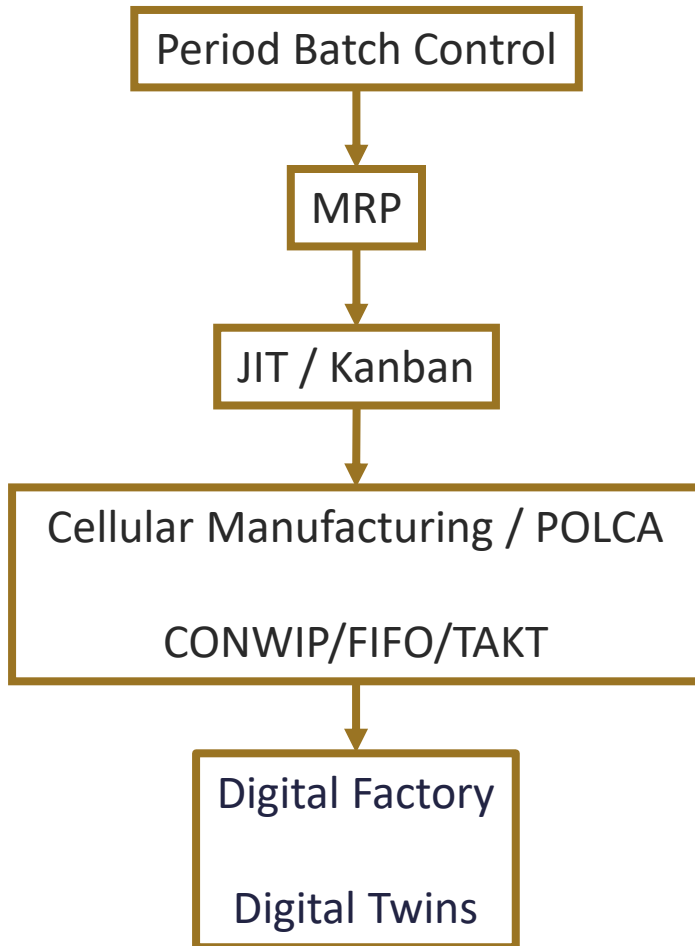 Period Batch Control
MRP
JIT / Kanban
Cellular Manufacturing / POLCA
CONWIP/FIFO/TAKT
Digital Factory
Digital Twins